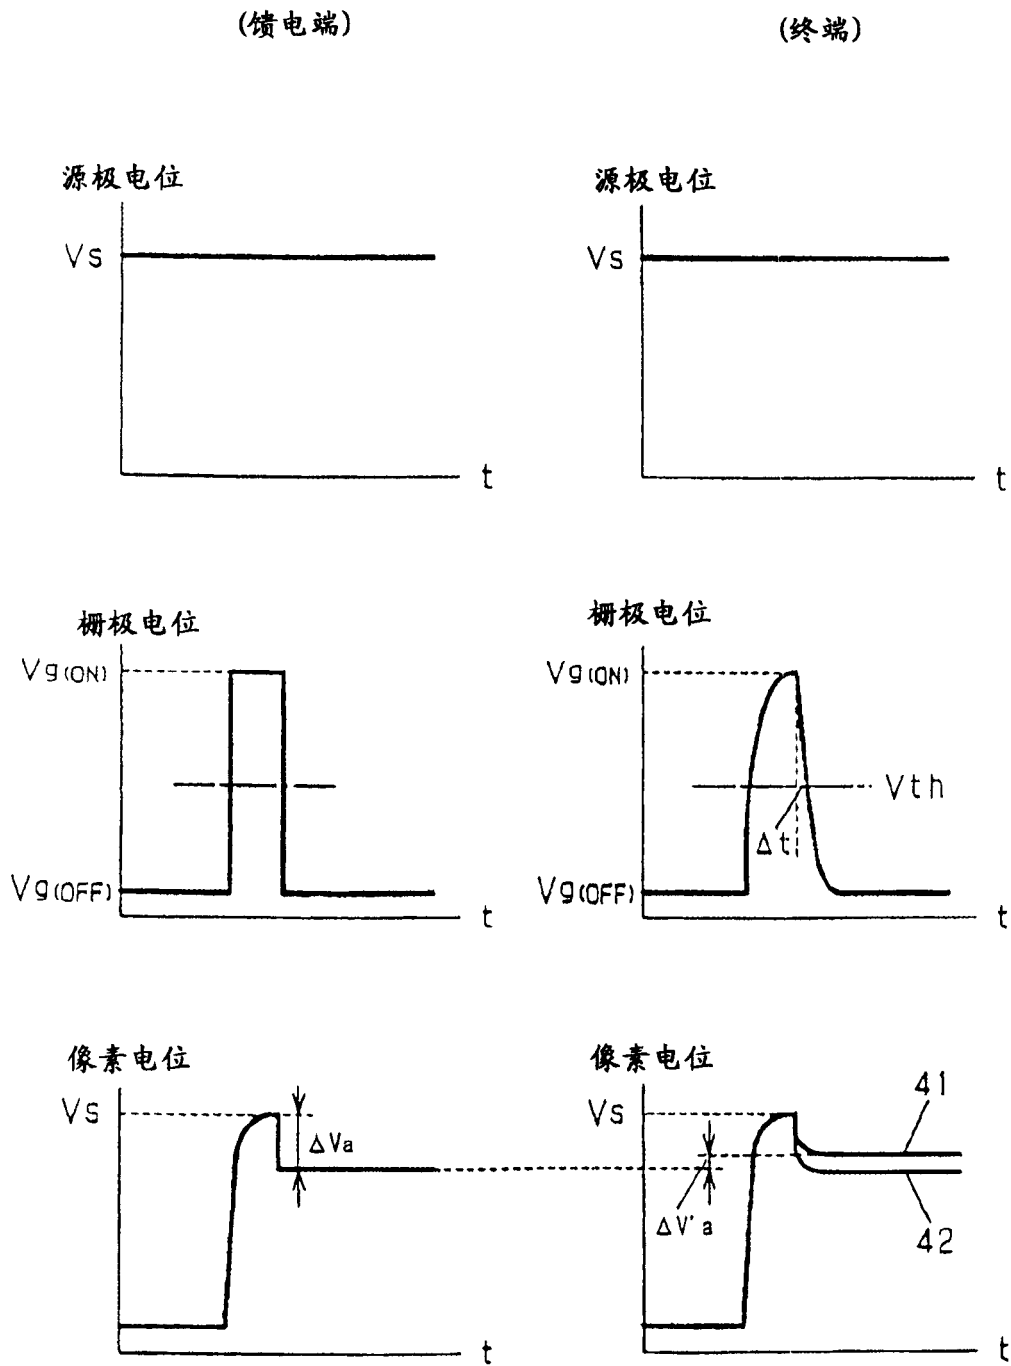 (馈电端)
(终端)
源极电位
Vs
t
源极电位
Vs
t
栅极电位
Vg(ON)
Vg(OFF)
t
栅极电位
Vg(ON)
Vth
Δt
Vg(OFF)
t
像素电位
Vs
ΔVa
t
像素电位
Vs
41
ΔV'a
42
t